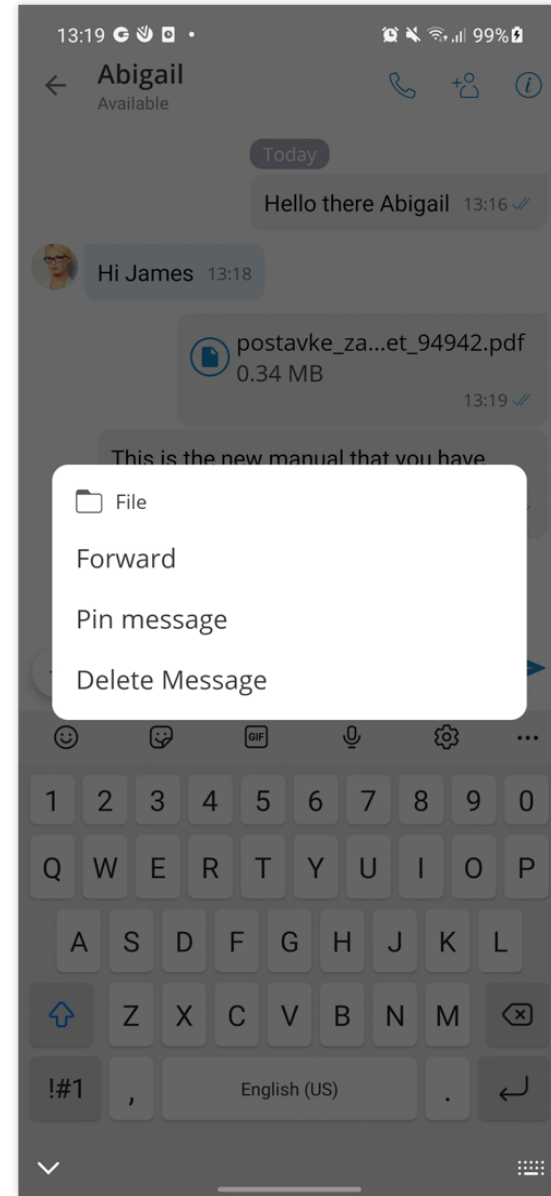 13:19 99%
Abigail
Available
Today
Hello there Abigail 13:16
Hi James 13:18
postavke_za...et_94942.pdf
0.34 MB
13:19
This is the new manual that you have
File
Forward
Pin message
Delete Message
GIF
1 2 3 4 5 6 7 8 9 0
Q W E R T Y U I O P
A S D F G H J K L
Z X C V B N M
!#1 , English (US) .